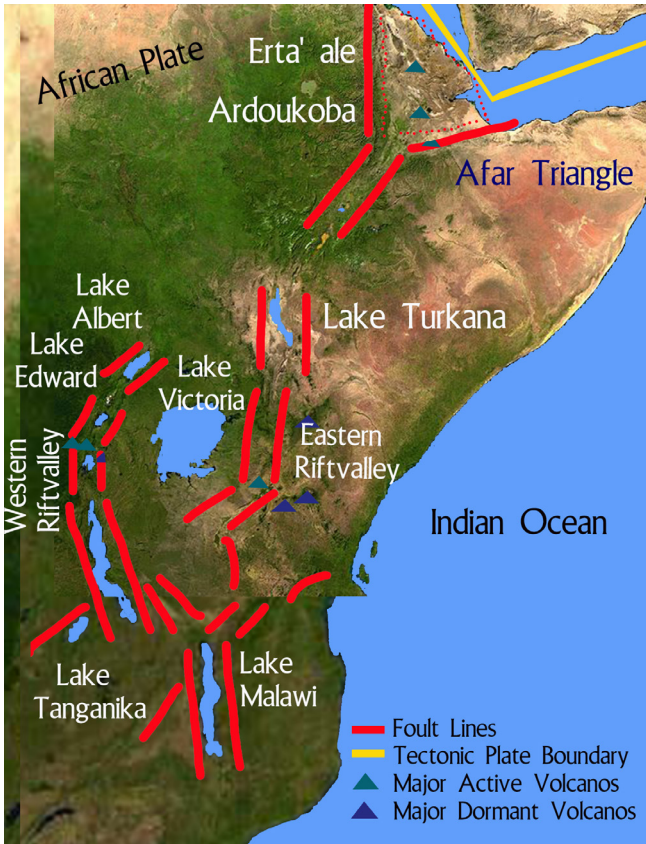 African Plate
Erta' ale
Ardoukoba
Afar Triangle
Lake
Albert
Lake
Edward
Lake
Victoria
Lake Turkana
Western
Riftvalley
Eastern
Riftvalley
Indian Ocean
Lake
Tanganika
Lake
Malawi
Foult Lines
Tectonic Plate Boundary
Major Active Volcanos
Major Dormant Volcanos